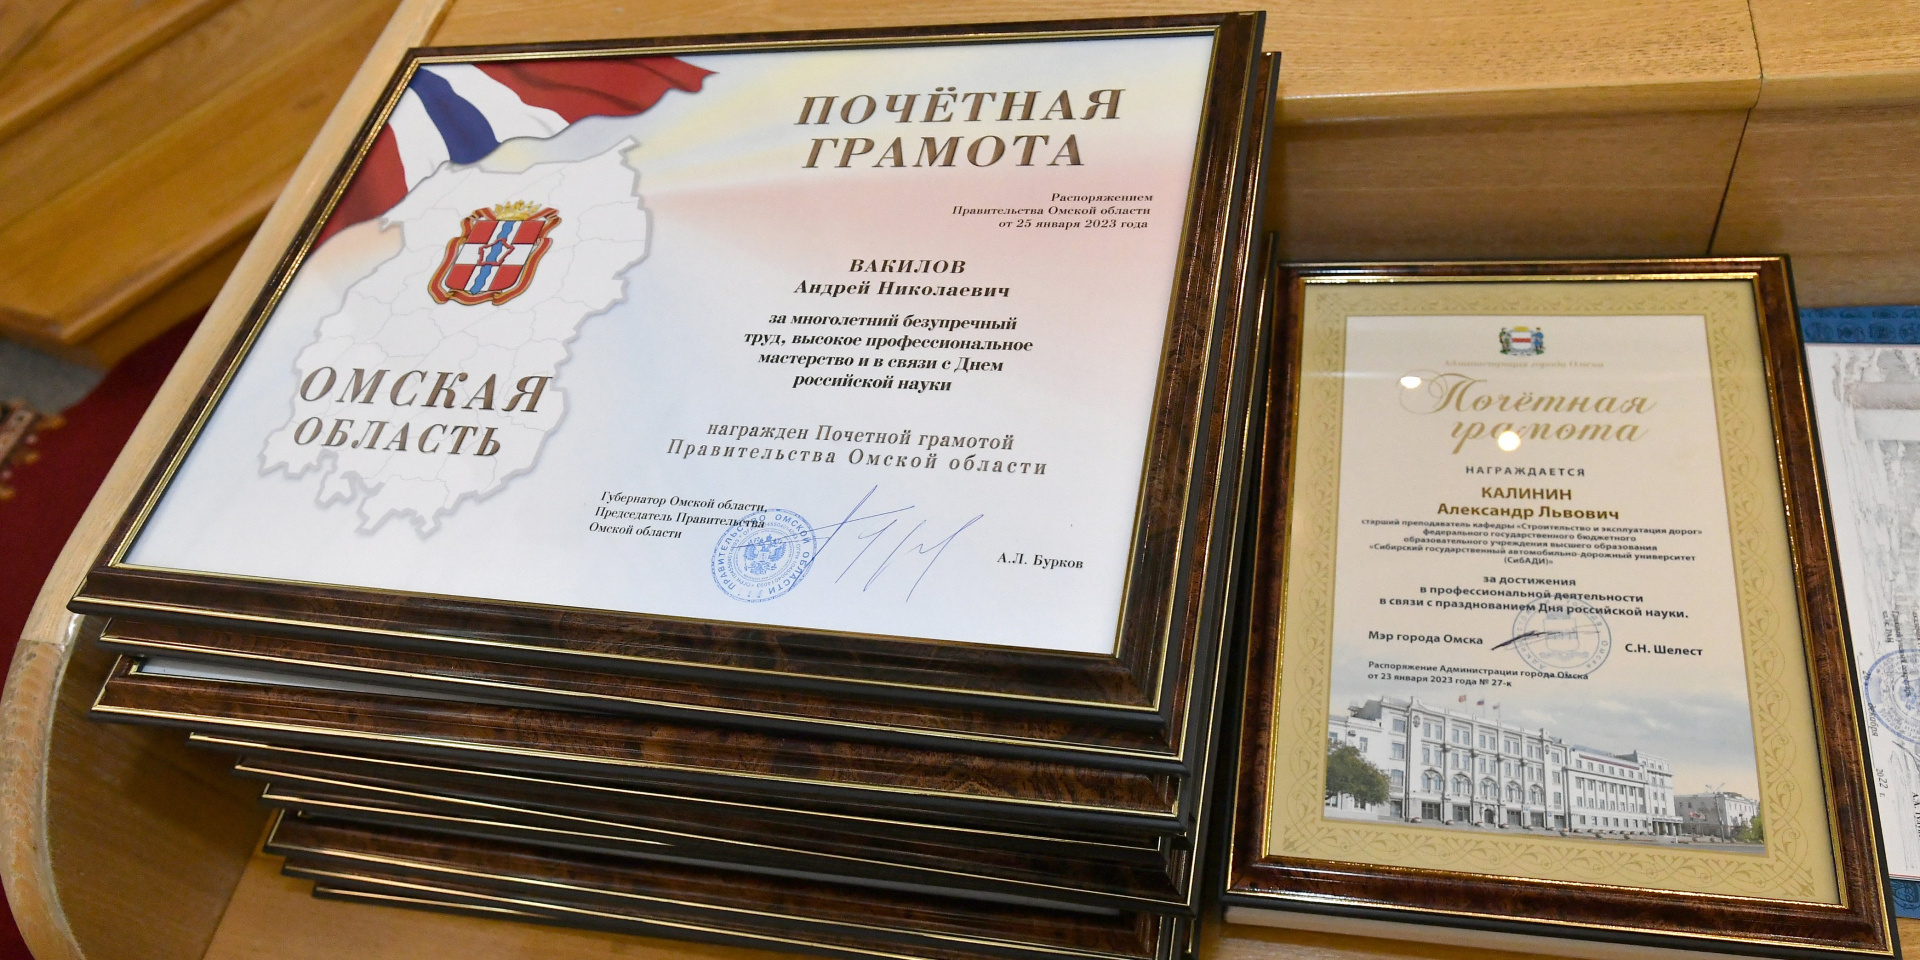 ПОЧЁТНАЯ
ГРАМОТА
Распоряжением
Правительства Омской области
от 25 января 2023 года
ВАКИЛОВ
Андрей Николаевич
за многолетний безупречный
труд, высокое профессиональное
мастерство и в связи с Днем
российской науки
ОМСКАЯ
ОБЛАСТЬ
награжден Почетной грамотой
Правительства Омской области
Губернатор Омской области,
Председатель Правительства
Омской области
А.Л. Бурков
Администрация города Омска
Почётная
грамота
НАГРАЖДАЕТСЯ
КАЛИНИН
Александр Львович
старший преподаватель кафедры «Строительство и эксплуатация дорог»
федерального государственного бюджетного
образовательного учреждения высшего образования
«Сибирский государственный автомобильно-дорожный университет
(СибАДИ)»
за достижения
в профессиональной деятельности
в связи с празднованием Дня российской науки.
Мэр города Омска
С.Н. Шелест
Распоряжение Администрации города Омска
от 23 января 2023 года № 27-к
2022 г.